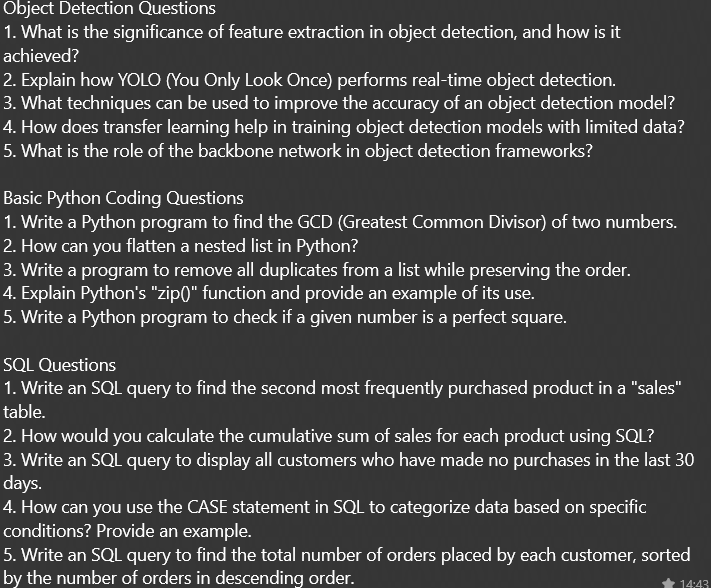 Object Detection Questions
1. What is the significance of feature extraction in object detection, and how is it
achieved?
2. Explain how YOLO (You Only Look Once) performs real-time object detection.
3. What techniques can be used to improve the accuracy of an object detection model?
4. How does transfer learning help in training object detection models with limited data?
5. What is the role of the backbone network in object detection frameworks?
Basic Python Coding Questions
1. Write a Python program to find the GCD (Greatest Common Divisor) of two numbers.
2. How can you flatten a nested list in Python?
3. Write a program to remove all duplicates from a list while preserving the order.
4. Explain Python's "zip()" function and provide an example of its use.
5. Write a Python program to check if a given number is a perfect square.
SQL Questions
1. Write an SQL query to find the second most frequently purchased product in a "sales"
table.
2. How would you calculate the cumulative sum of sales for each product using SQL?
3. Write an SQL query to display all customers who have made no purchases in the last 30
days.
4. How can you use the CASE statement in SQL to categorize data based on specific
conditions? Provide an example.
5. Write an SQL query to find the total number of orders placed by each customer, sorted
by the number of orders in descending order.
14:43